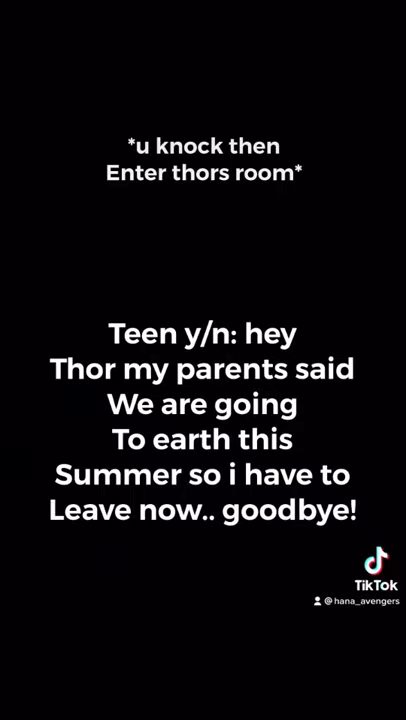 *u knock then
Enter thors room*
Teen y/n: hey
Thor my parents said
We are going
To earth this
Summer so i have to
Leave now.. goodbye!
TikTok
@hana_avengers